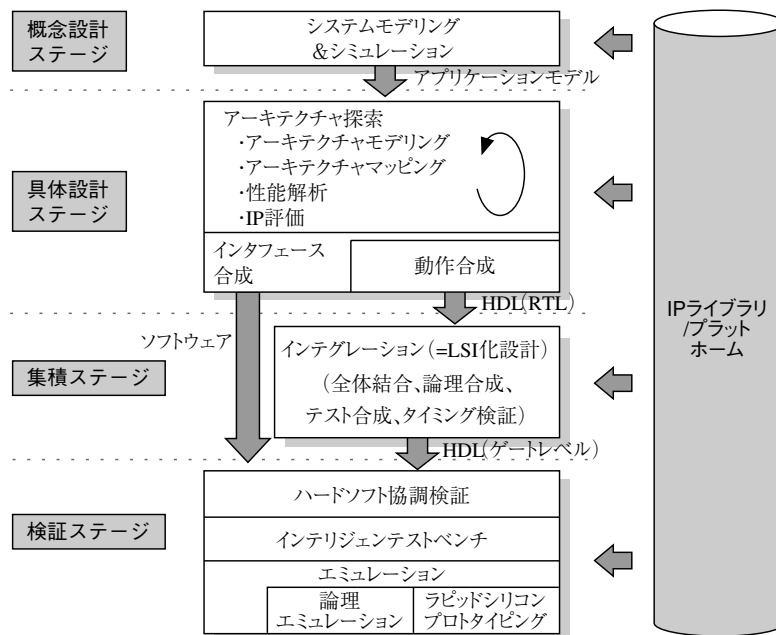 概念設計
ステージ
システムモデリング
&シミュレーション
アプリケーションモデル
具体設計
ステージ
アーキテクチャ探索
・アーキテクチャモデリング
・アーキテクチャマッピング
・性能解析
・IP評価
インタフェース
合成
動作合成
HDL(RTL)
ソフトウェア
集積ステージ
インテグレーション(=LSI化設計)
(全体結合、論理合成、
テスト合成、タイミング検証)
HDL(ゲートレベル)
検証ステージ
ハードソフト協調検証
インテリジェンテストベンチ
エミュレーション
論理
エミュレーション
ラピッドシリコン
プロトタイピング
IPライブラリ
/プラット
ホーム